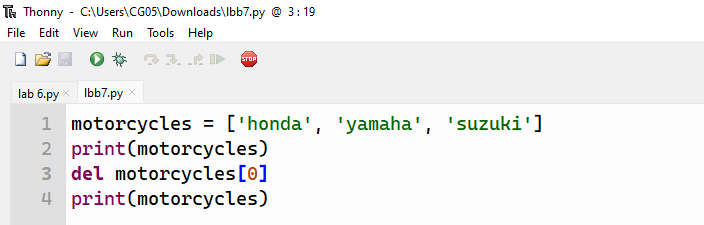 Thonny - C:\Users\CG05\Downloads\lbb7.py @ 3:19
File Edit View Run Tools Help
STOP
lab 6.py × lbb7.py ×
1 motorcycles = ['honda', 'yamaha', 'suzuki']
2 print(motorcycles)
3 del motorcycles[0]
4 print(motorcycles)